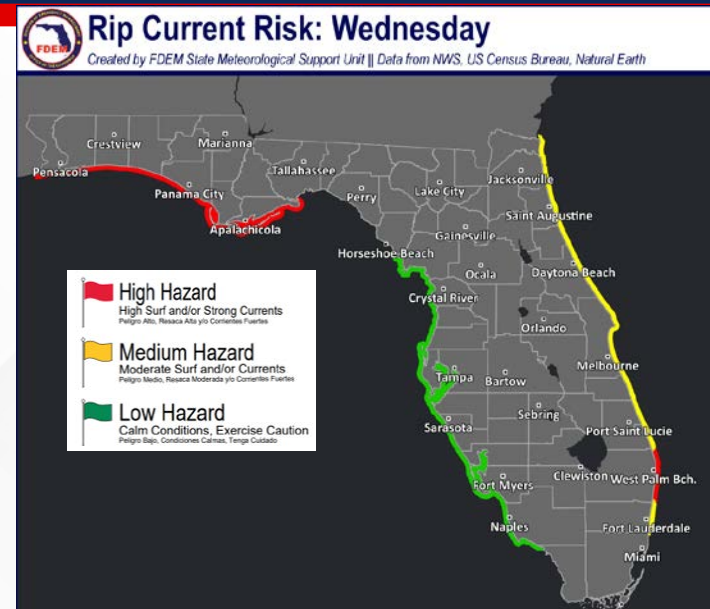 FDEM
Rip Current Risk: Wednesday
Created by FDEM State Meteorological Support Unit || Data from NWS, US Census Bureau, Natural Earth
Crestview
Marianna
Pensacola
Tallahassee
Panama City
Apalachicola
Perry
Lake City
Jacksonville
Saint Augustine
Gainesville
Horseshoe Beach
Ocala
Daytona Beach
Crystal River
Orlando
Melbourne
Tampa
Bartow
Sebring
Sarasota
Port Saint Lucie
Fort Myers
Clewiston
West Palm Bch.
Naples
Fort Lauderdale
Miami
High Hazard
High Surf and/or Strong Currents
Peligro Alto, Resaca Alta y/o Corrientes Fuertes
Medium Hazard
Moderate Surf and/or Currents
Peligro Medio, Resaca Moderada y/o Corrientes Fuertes
Low Hazard
Calm Conditions, Exercise Caution
Peligro Bajo, Condiciones Calmas, Tenga Cuidado